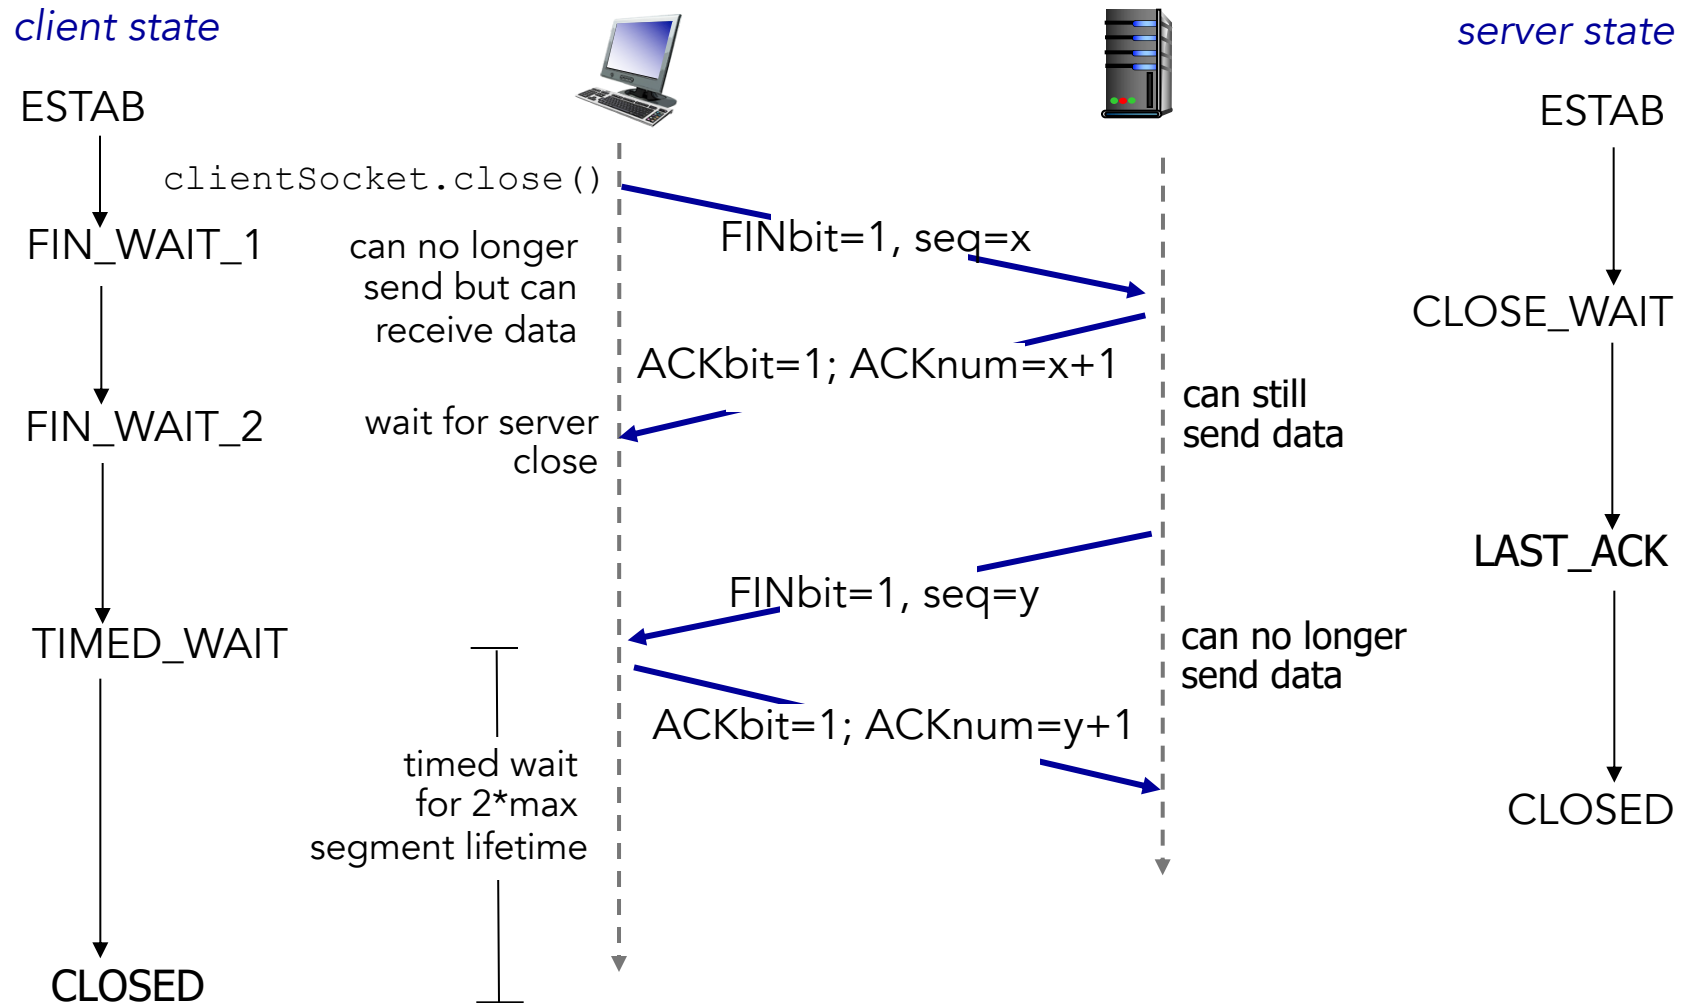 client state
server state
ESTAB
ESTAB
clientSocket.close()
FINbit=1, seq=x
FIN_WAIT_1
can no longer
send but can
receive data
CLOSE_WAIT
ACKbit=1; ACKnum=x+1
can still
send data
FIN_WAIT_2
wait for server
close
LAST_ACK
FINbit=1, seq=y
TIMED_WAIT
can no longer
send data
ACKbit=1; ACKnum=y+1
timed wait
for 2*max
segment lifetime
CLOSED
CLOSED